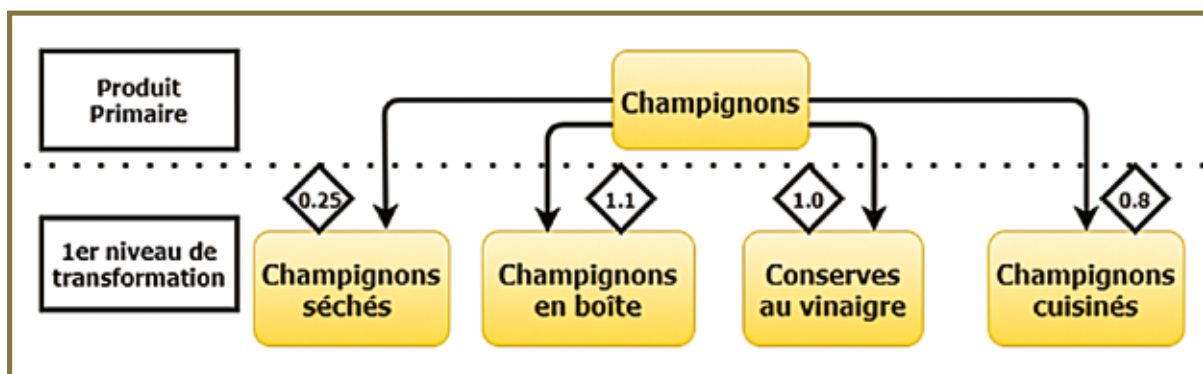 Produit
Primaire
Champignons
0.25
1.1
1.0
0.8
1er niveau de
transformation
Champignons
séchés
Champignons
en boîte
Conserves
au vinaigre
Champignons
cuisinés